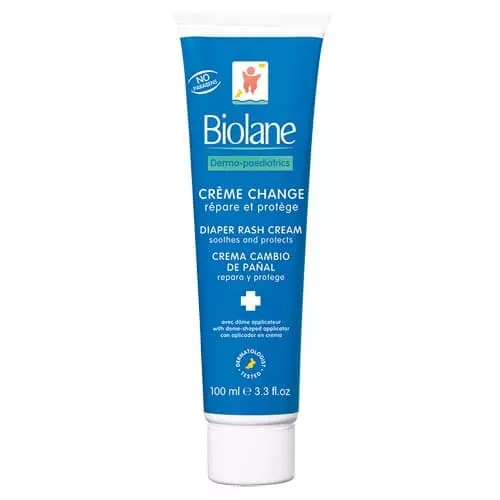 NO
PARABENS
Biolane
Dermo-paediatrics
CRÈME CHANGE
répare et protège
DIAPER RASH CREAM
soothes and protects
CREMA CAMBIO
DE PAÑAL
repara y protege
avec dôme applicateur
with dome-shaped applicator
con aplicador en crema
DERMATOLOGIST
TESTED
100 ml e 3.3 fl.oz